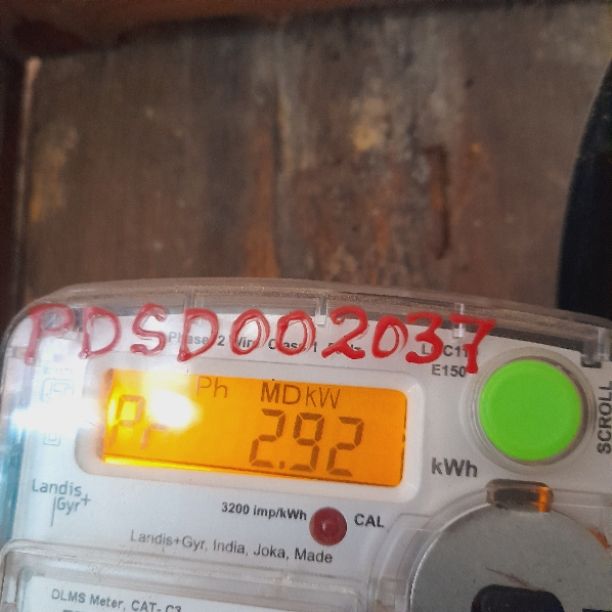 PDSD002037
Phase 2 Wire Class 1
E150
Ph MD kW
2.92
kWh
SCROLL
Landis
Gyr+
3200 imp/kWh
CAL
Landis+Gyr, India, Joka, Made
DLMS Meter, CAT- C3